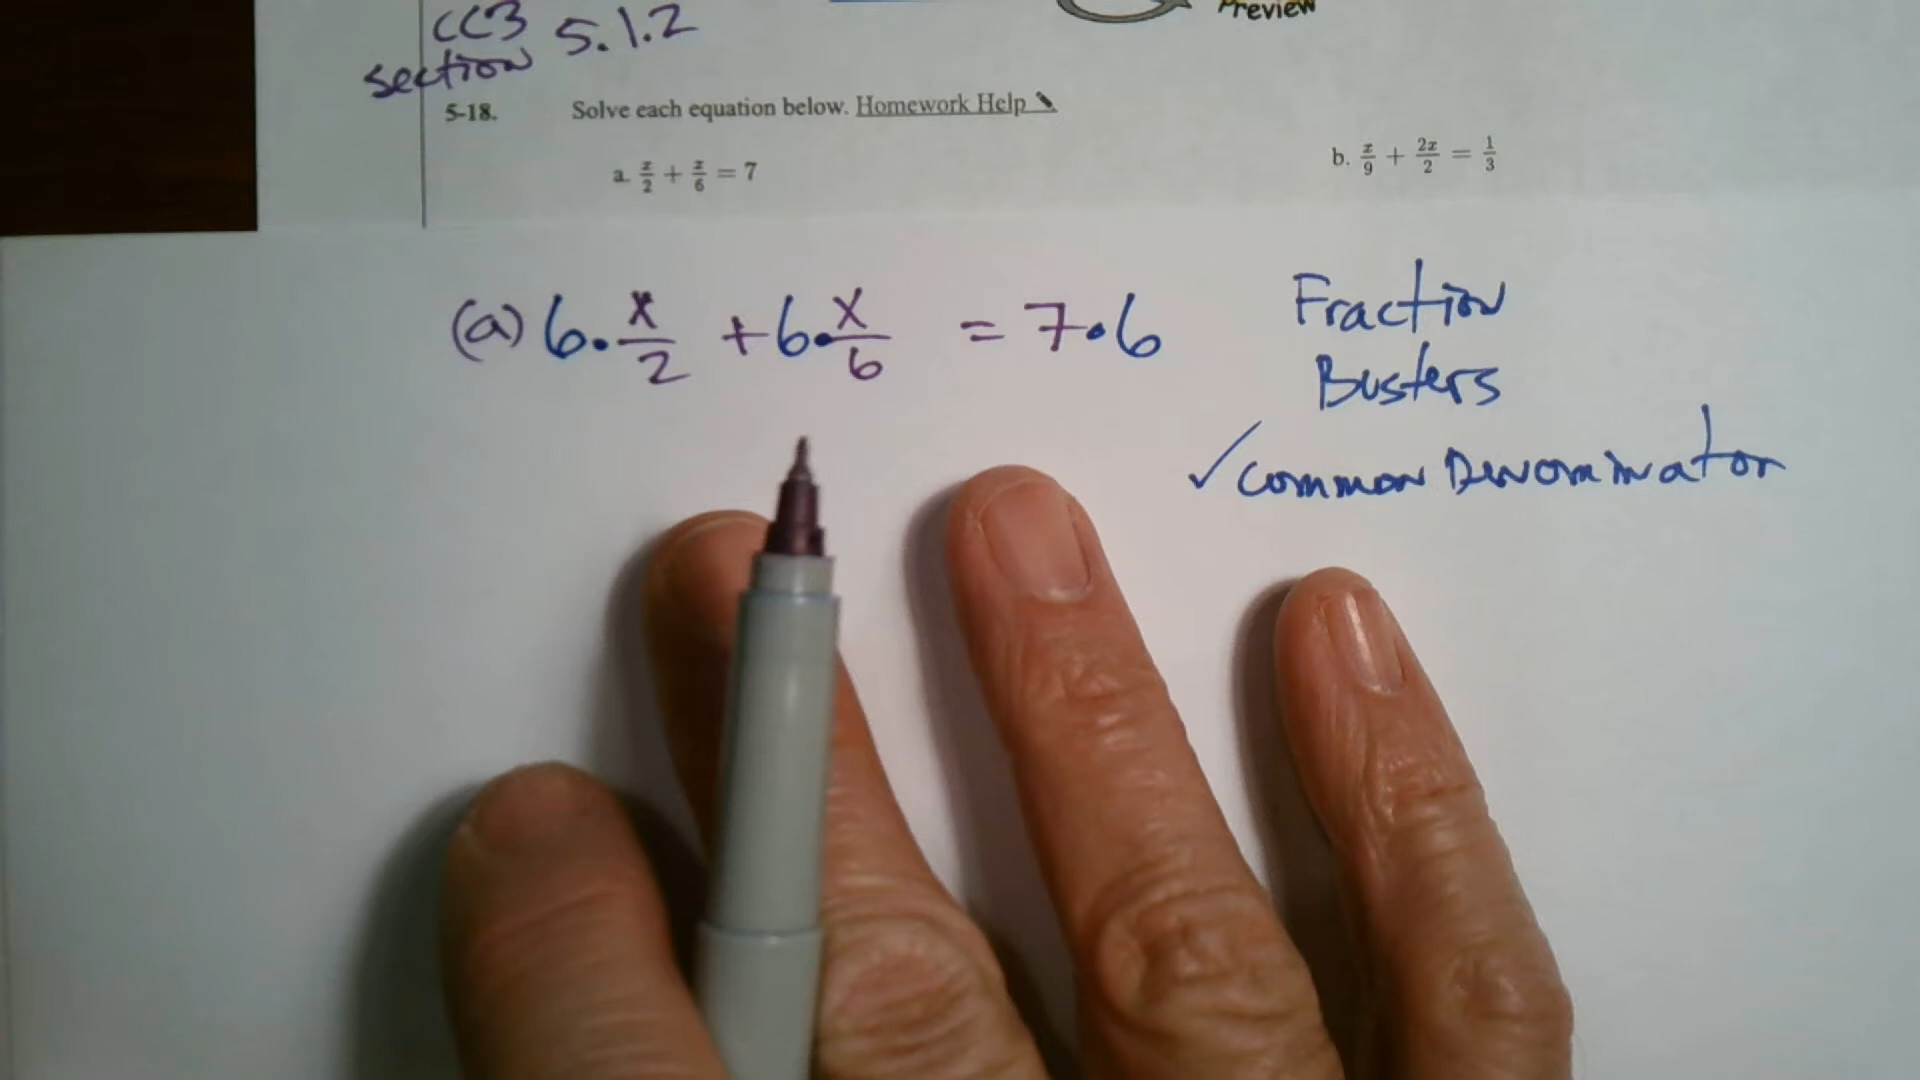 Preview
CC3
section 5.1.2
5-18. Solve each equation below. Homework Help
a. x/2 + x/6 = 7
b. x/9 + 2x/2 = 1/3
(a) 6 • x/2 + 6 • x/6 = 7 • 6
Fraction
Busters
✓ Common Denominator